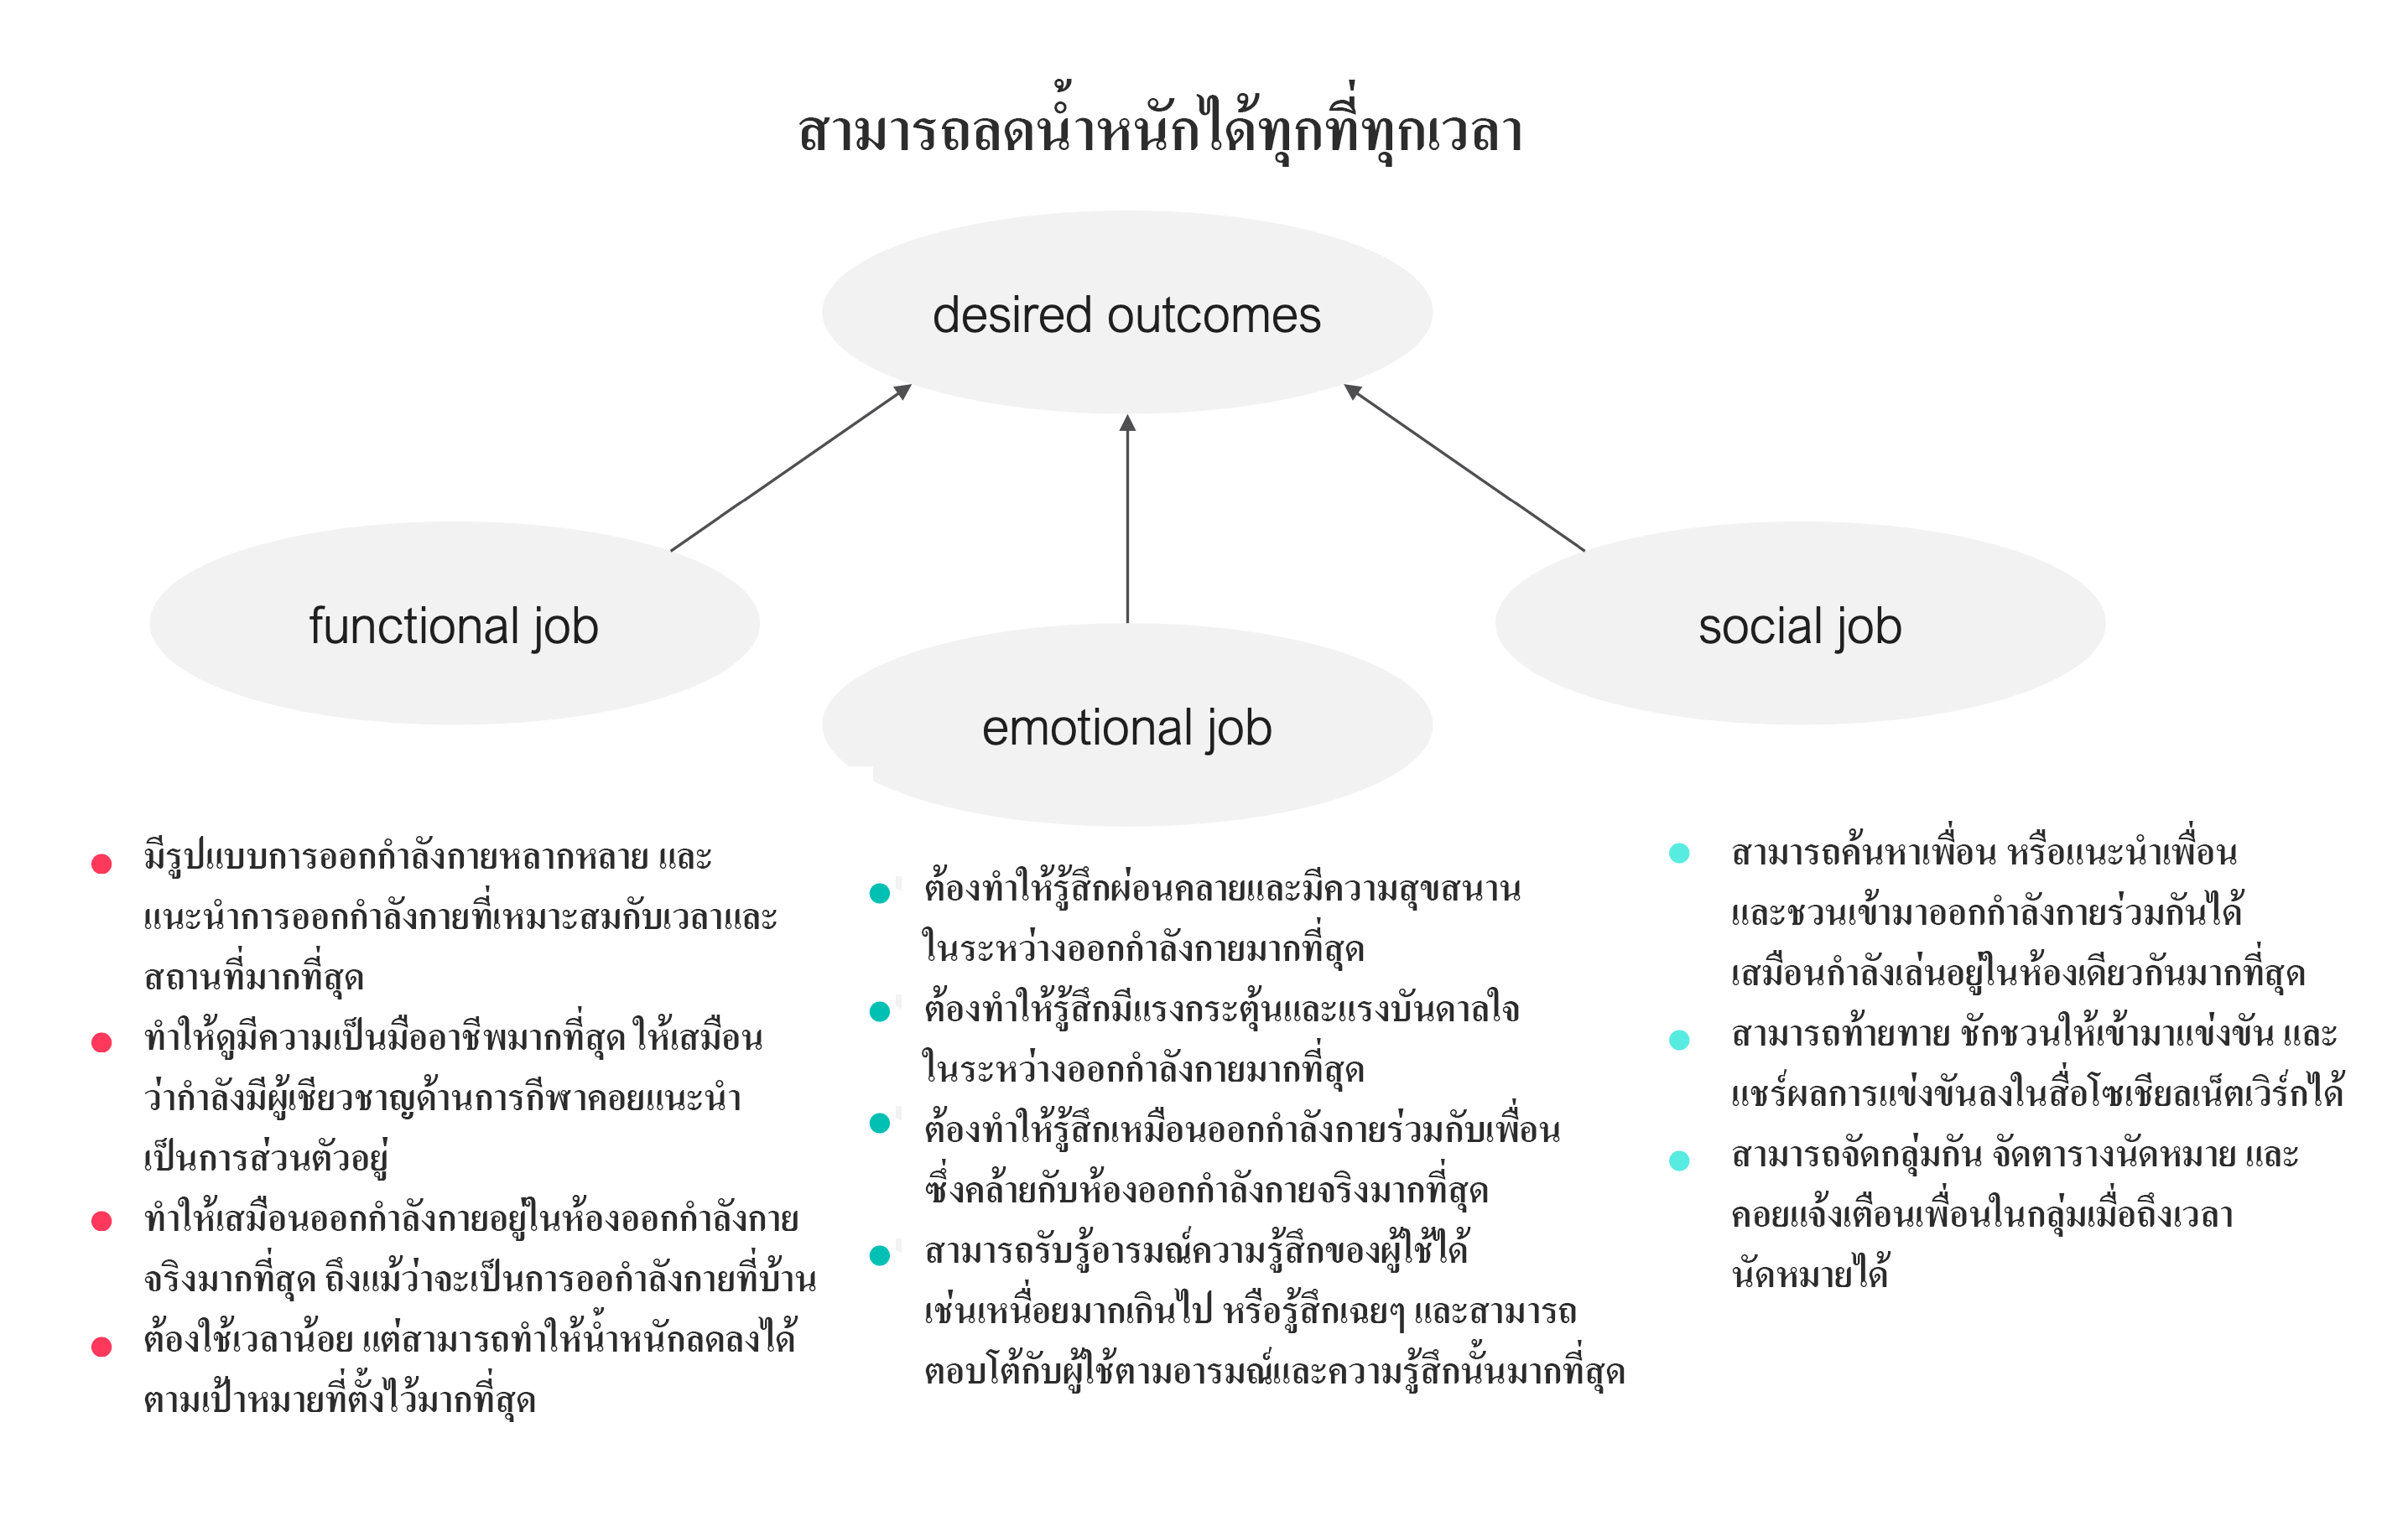 สามารถลดน้ำหนักได้ทุกที่ทุกเวลา
desired outcomes
functional job
emotional job
social job
มีรูปแบบการออกกำลังกายหลากหลาย และ
แนะนำการออกกำลังกายที่เหมาะสมกับเวลาและ
สถานที่มากที่สุด
ทำให้ดูมีความเป็นมืออาชีพมากที่สุด ให้เสมือน
ว่ากำลังมีผู้เชียวชาญด้านการกีฬาคอยแนะนำ
เป็นการส่วนตัวอยู่
ทำให้เสมือนออกกำลังกายอยู่ในห้องออกกำลังกาย
จริงมากที่สุด ถึงแม้ว่าจะเป็นการออกำลังกายที่บ้าน
ต้องใช้เวลาน้อย แต่สามารถทำให้น้ำหนักลดลงได้
ตามเป้าหมายที่ตั้งไว้มากที่สุด
ต้องทำให้รู้สึกผ่อนคลายและมีความสุขสนาน
ในระหว่างออกกำลังกายมากที่สุด
ต้องทำให้รู้สึกมีแรงกระตุ้นและแรงบันดาลใจ
ในระหว่างออกกำลังกายมากที่สุด
ต้องทำให้รู้สึกเหมือนออกกำลังกายร่วมกับเพื่อน
ซึ่งคล้ายกับห้องออกกำลังกายจริงมากที่สุด
สามารถรับรู้อารมณ์ความรู้สึกของผู้ใช้ได้
เช่นเหนื่อยมากเกินไป หรือรู้สึกเฉยๆ และสามารถ
ตอบโต้กับผู้ใช้ตามอารมณ์และความรู้สึกนั้นมากที่สุด
สามารถค้นหาเพื่อน หรือแนะนำเพื่อน
และชวนเข้ามาออกกำลังกายร่วมกันได้
เสมือนกำลังเล่นอยู่ในห้องเดียวกันมากที่สุด
สามารถท้ายทาย ชักชวนให้เข้ามาแข่งขัน และ
แชร์ผลการแข่งขันลงในสื่อโซเชียลเน็ตเวิร์กได้
สามารถจัดกลุ่มกัน จัดตารางนัดหมาย และ
คอยแจ้งเตือนเพื่อนในกลุ่มเมื่อถึงเวลา
นัดหมายได้